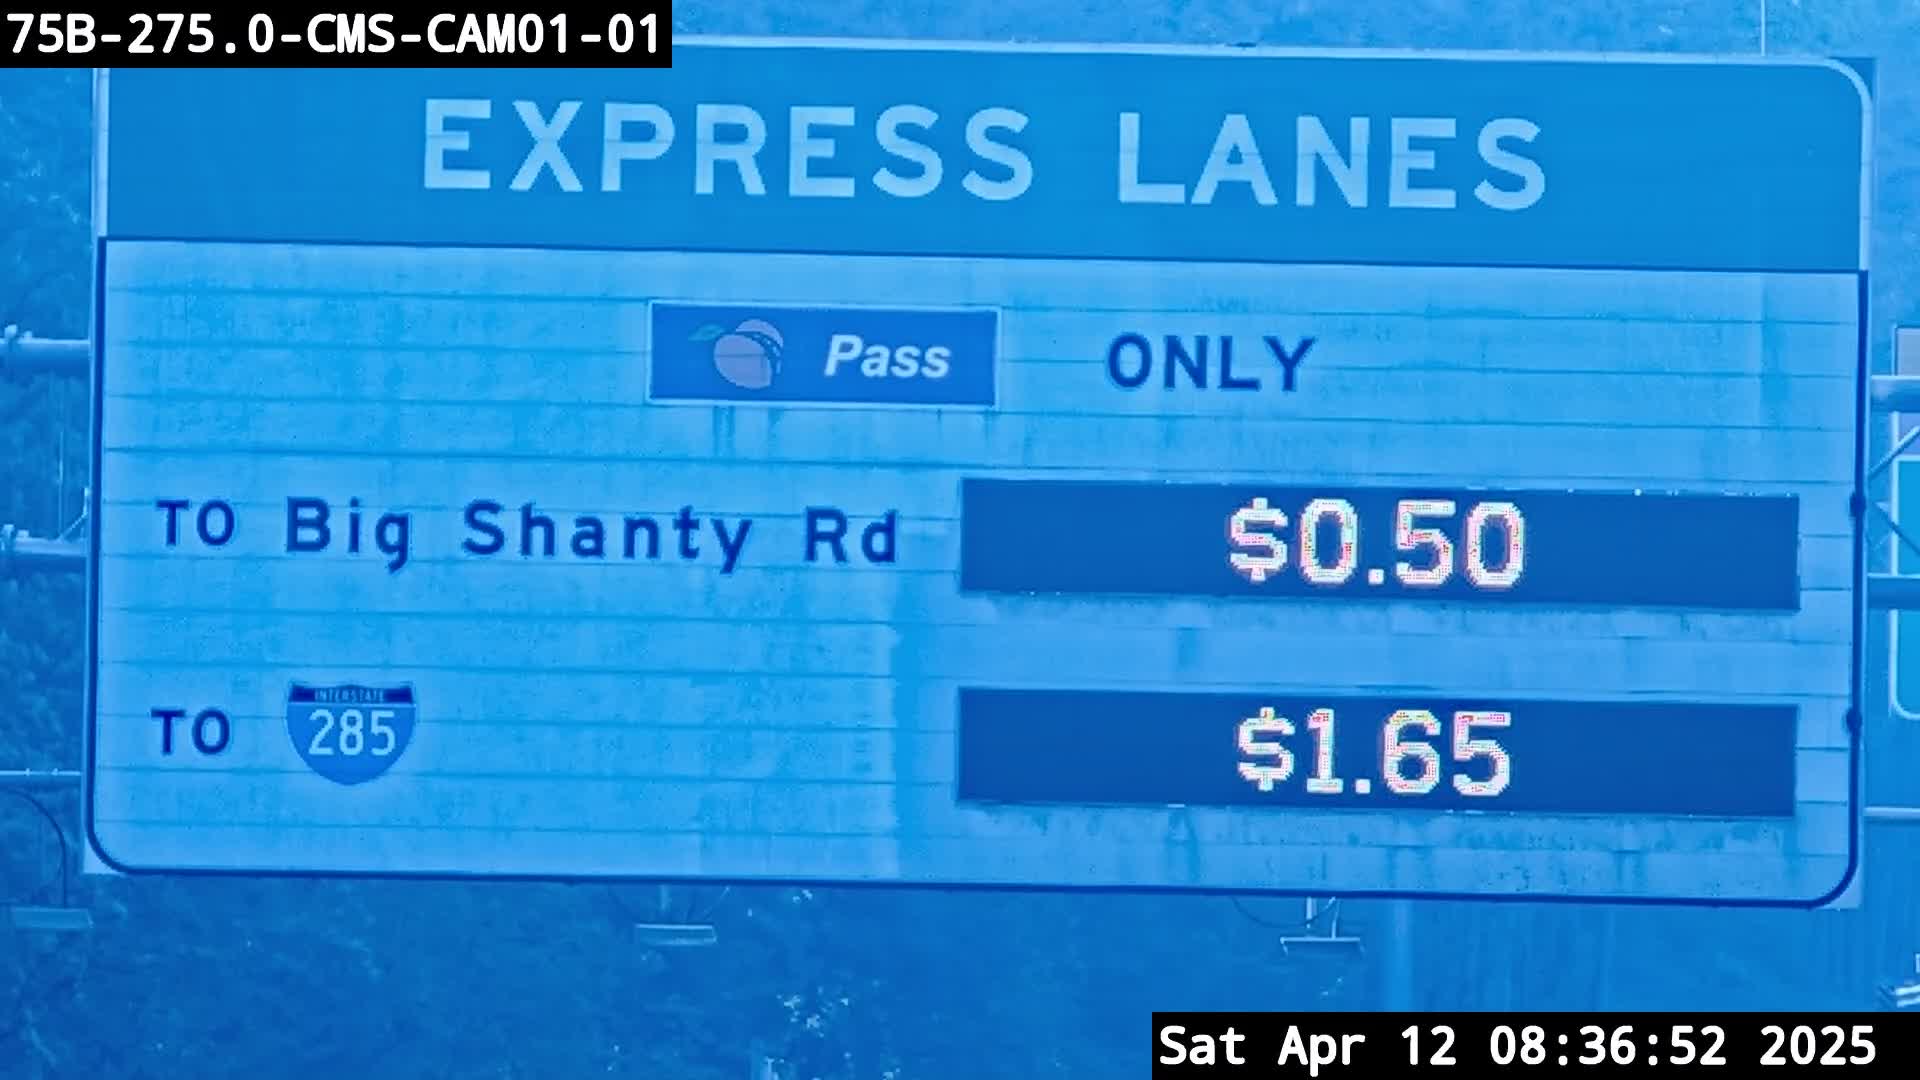 75B-275.0-CMS-CAM01-01
EXPRESS LANES
Pass ONLY
TO Big Shanty Rd $0.50
INTERSTATE
TO 285 $1.65
Sat Apr 12 08:36:52 2025